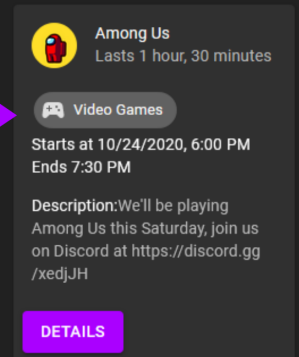 Among Us
Lasts 1 hour, 30 minutes
Video Games
Starts at 10/24/2020, 6:00 PM
Ends 7:30 PM
Description:We'll be playing
Among Us this Saturday, join us
on Discord at https://discord.gg
/xedjJH
DETAILS